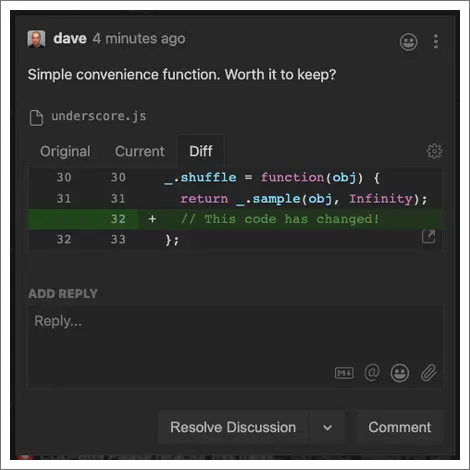 dave 4 minutes ago
Simple convenience function. Worth it to keep?
underscore.js
Original Current Diff
30 30 _.shuffle = function(obj) {
31 31 return _.sample(obj, Infinity);
32 + // This code has changed!
32 33 };
ADD REPLY
Reply...
M↓ @
Resolve Discussion Comment